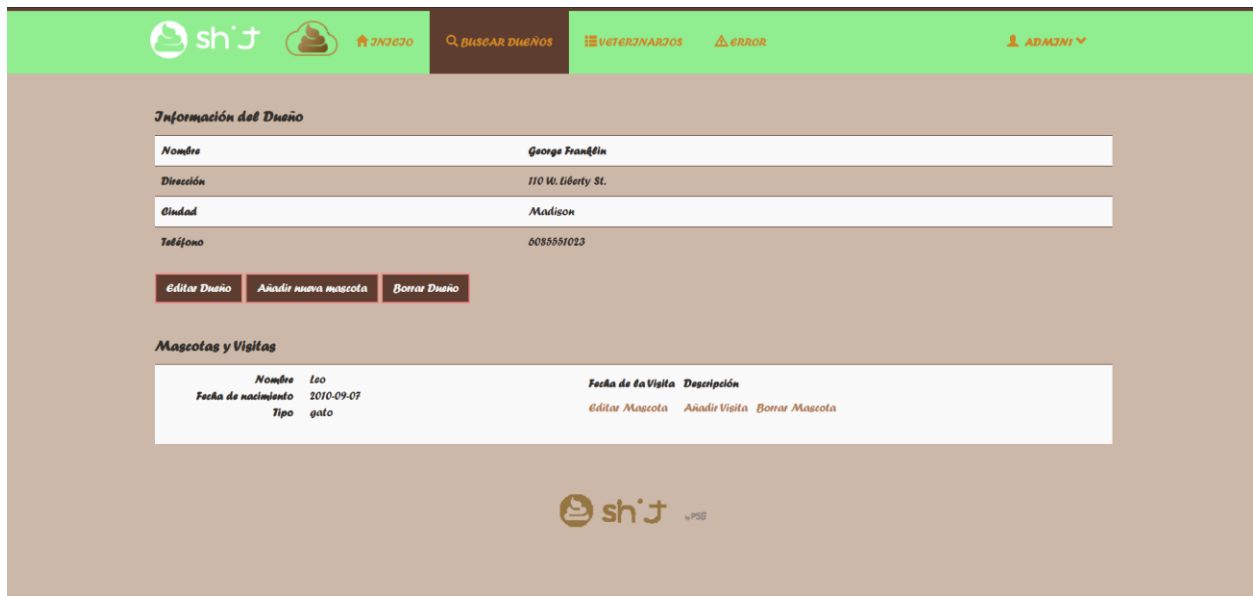 sh't INICIO BUSCAR DUEÑOS VETERINARIOS ERROR ADMIN1
Información del Dueño
Nombre George Franklin
Dirección 110 W. Liberty St.
Ciudad Madison
Teléfono 6085551023
Editar Dueño Añadir nueva mascota Borrar Dueño
Mascotas y Visitas
Nombre Leo
Fecha de nacimiento 2010-09-07
Tipo gato
Fecha de la Visita Descripción
Editar Mascota Añadir Visita Borrar Mascota
sh't by PSG